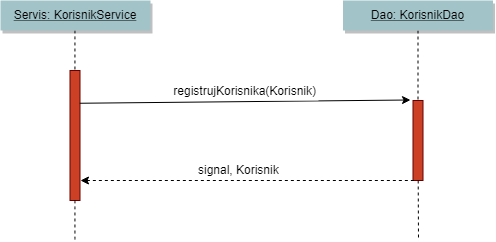 Servis: KorisnikService
Dao: KorisnikDao
registrujKorisnika(Korisnik)
signal, Korisnik